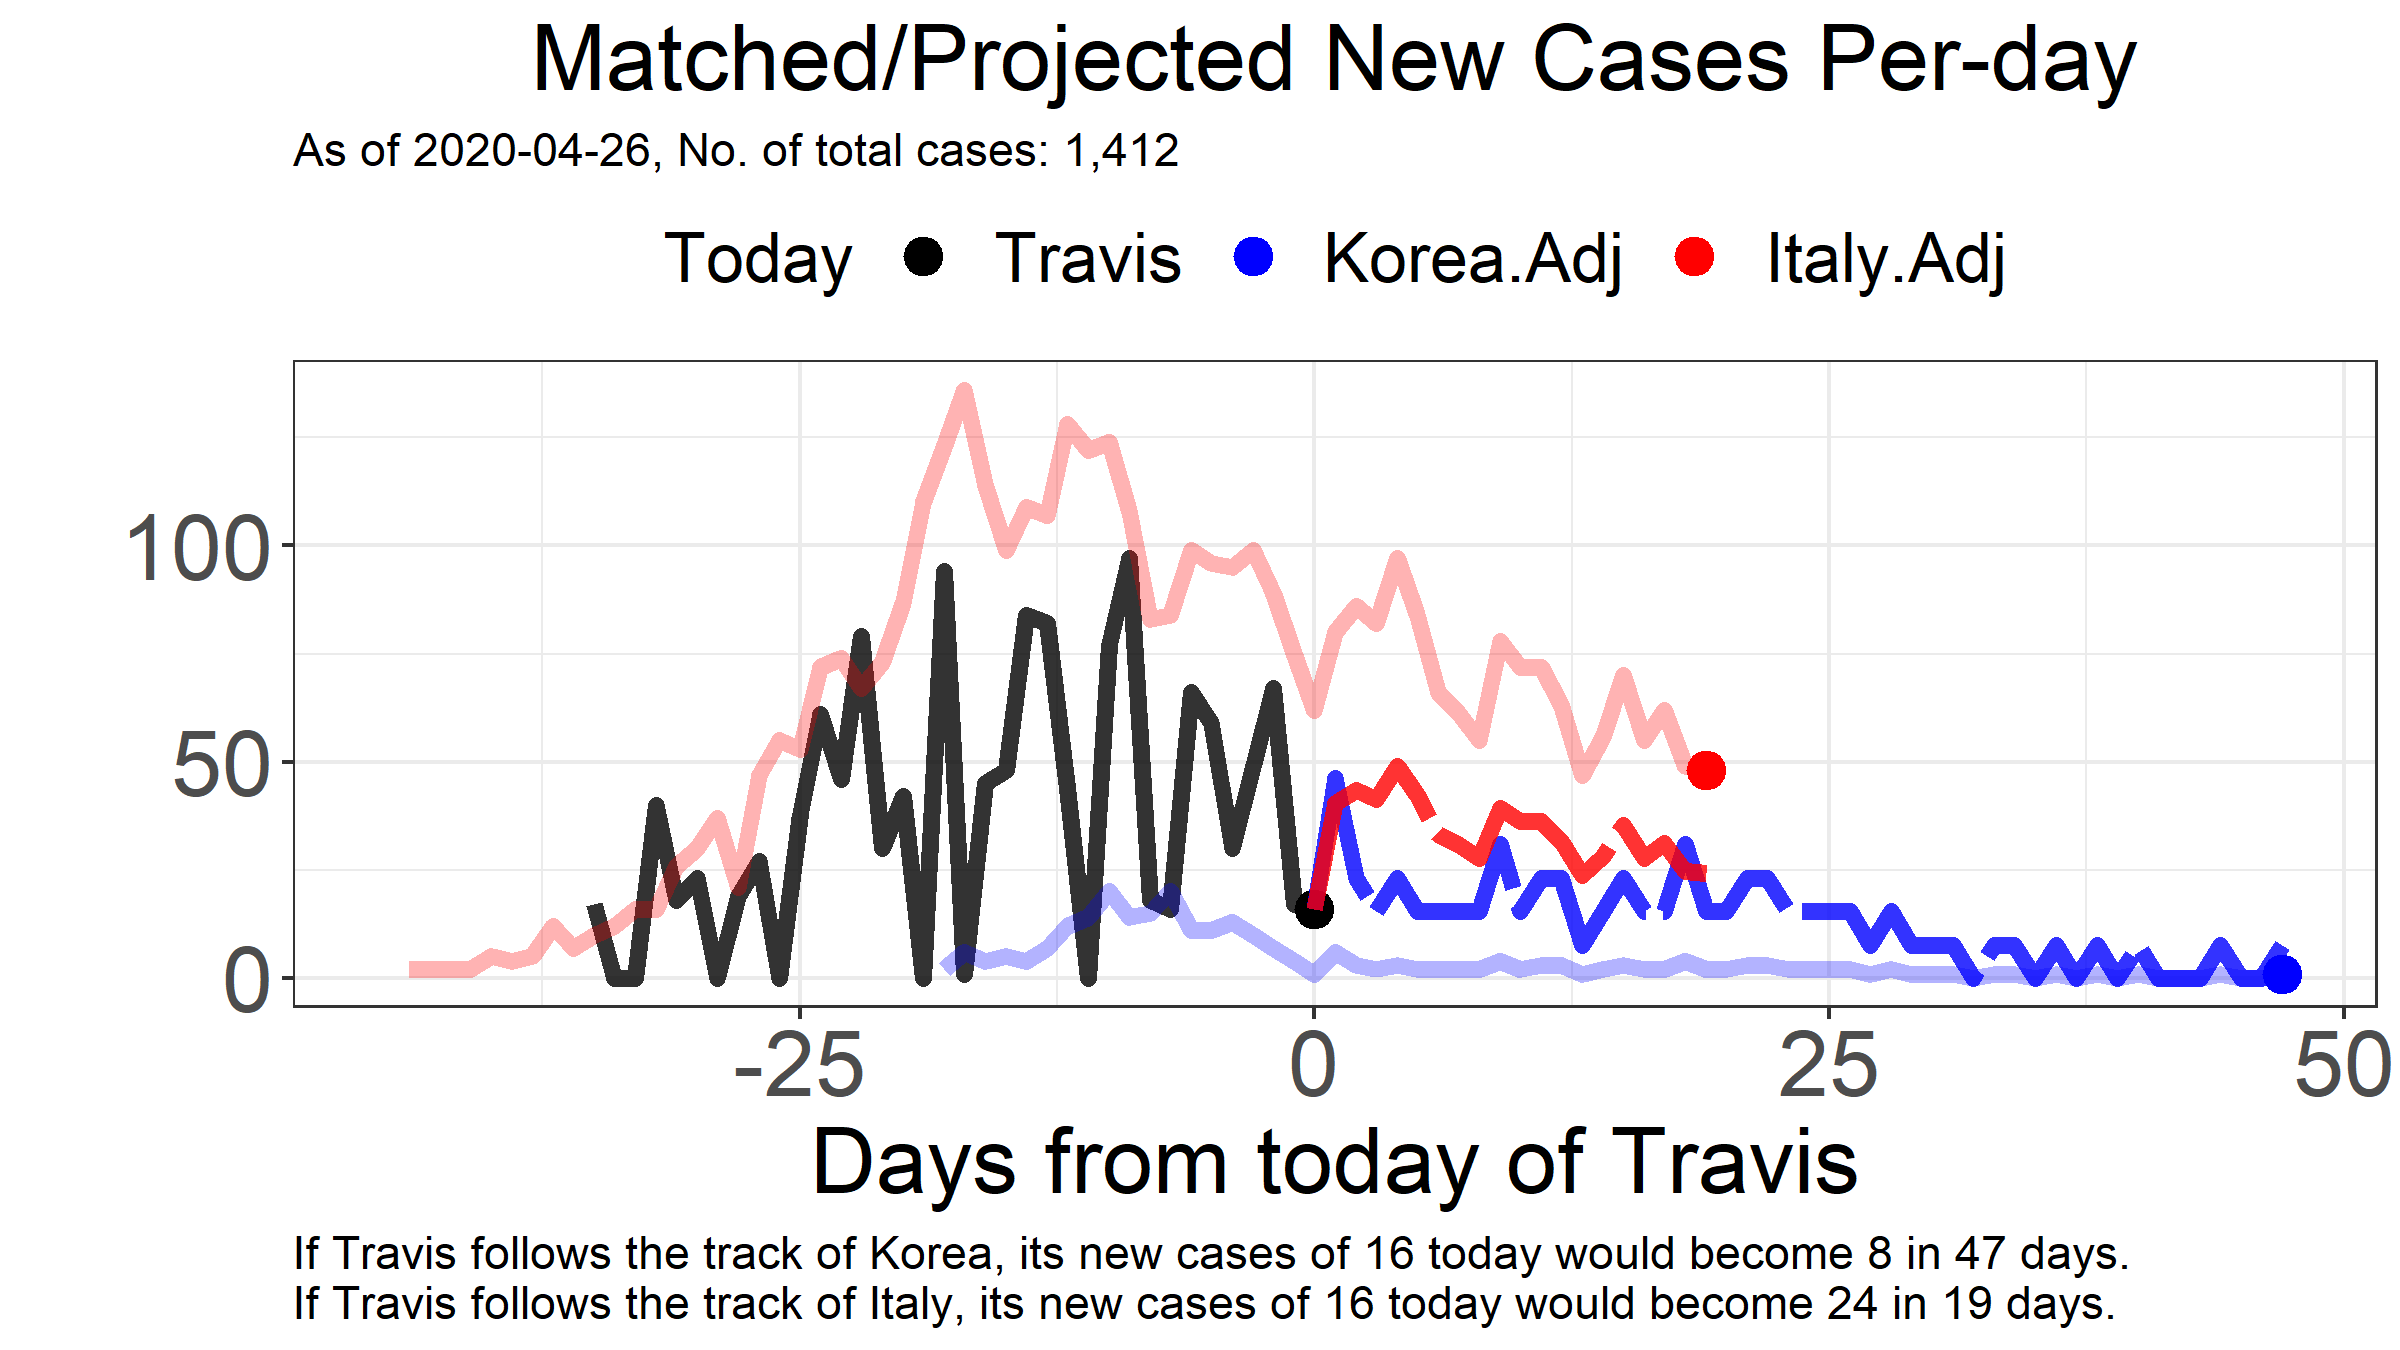 Matched/Projected New Cases Per-day
As of 2020-04-26, No. of total cases: 1,412
Today Travis Korea.Adj Italy.Adj
100
50
0
-25 0 25 50
Days from today of Travis
If Travis follows the track of Korea, its new cases of 16 today would become 8 in 47 days.
If Travis follows the track of Italy, its new cases of 16 today would become 24 in 19 days.